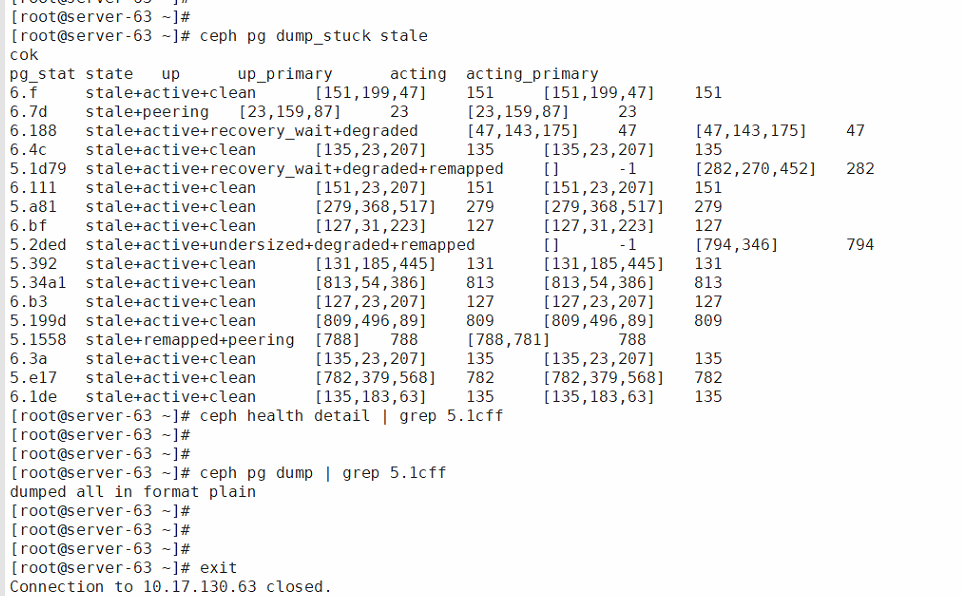 [root@server-63 ~]#
[root@server-63 ~]#
[root@server-63 ~]# ceph pg dump_stuck stale
cok
pg_stat state   up      up_primary      acting  acting_primary
6.f     stale+active+clean      [151,199,47]    151     [151,199,47]    151
6.7d    stale+peering   [23,159,87]     23      [23,159,87]     23
6.188   stale+active+recovery_wait+degraded     [47,143,175]    47      [47,143,175]    47
6.4c    stale+active+clean      [135,23,207]    135     [135,23,207]    135
5.1d79  stale+active+recovery_wait+degraded+remapped    []      -1      [282,270,452]   282
6.111   stale+active+clean      [151,23,207]    151     [151,23,207]    151
5.a81   stale+active+clean      [279,368,517]   279     [279,368,517]   279
6.bf    stale+active+clean      [127,31,223]    127     [127,31,223]    127
5.2ded  stale+active+undersized+degraded+remapped       []      -1      [794,346]       794
5.392   stale+active+clean      [131,185,445]   131     [131,185,445]   131
5.34a1  stale+active+clean      [813,54,386]    813     [813,54,386]    813
6.b3    stale+active+clean      [127,23,207]    127     [127,23,207]    127
5.199d  stale+active+clean      [809,496,89]    809     [809,496,89]    809
5.1558  stale+remapped+peering  [788]   788     [788,781]       788
6.3a    stale+active+clean      [135,23,207]    135     [135,23,207]    135
5.e17   stale+active+clean      [782,379,568]   782     [782,379,568]   782
6.1de   stale+active+clean      [135,183,63]    135     [135,183,63]    135
[root@server-63 ~]# ceph health detail | grep 5.1cff
[root@server-63 ~]#
[root@server-63 ~]#
[root@server-63 ~]# ceph pg dump | grep 5.1cff
dumped all in format plain
[root@server-63 ~]#
[root@server-63 ~]#
[root@server-63 ~]#
[root@server-63 ~]# exit
Connection to 10.17.130.63 closed.